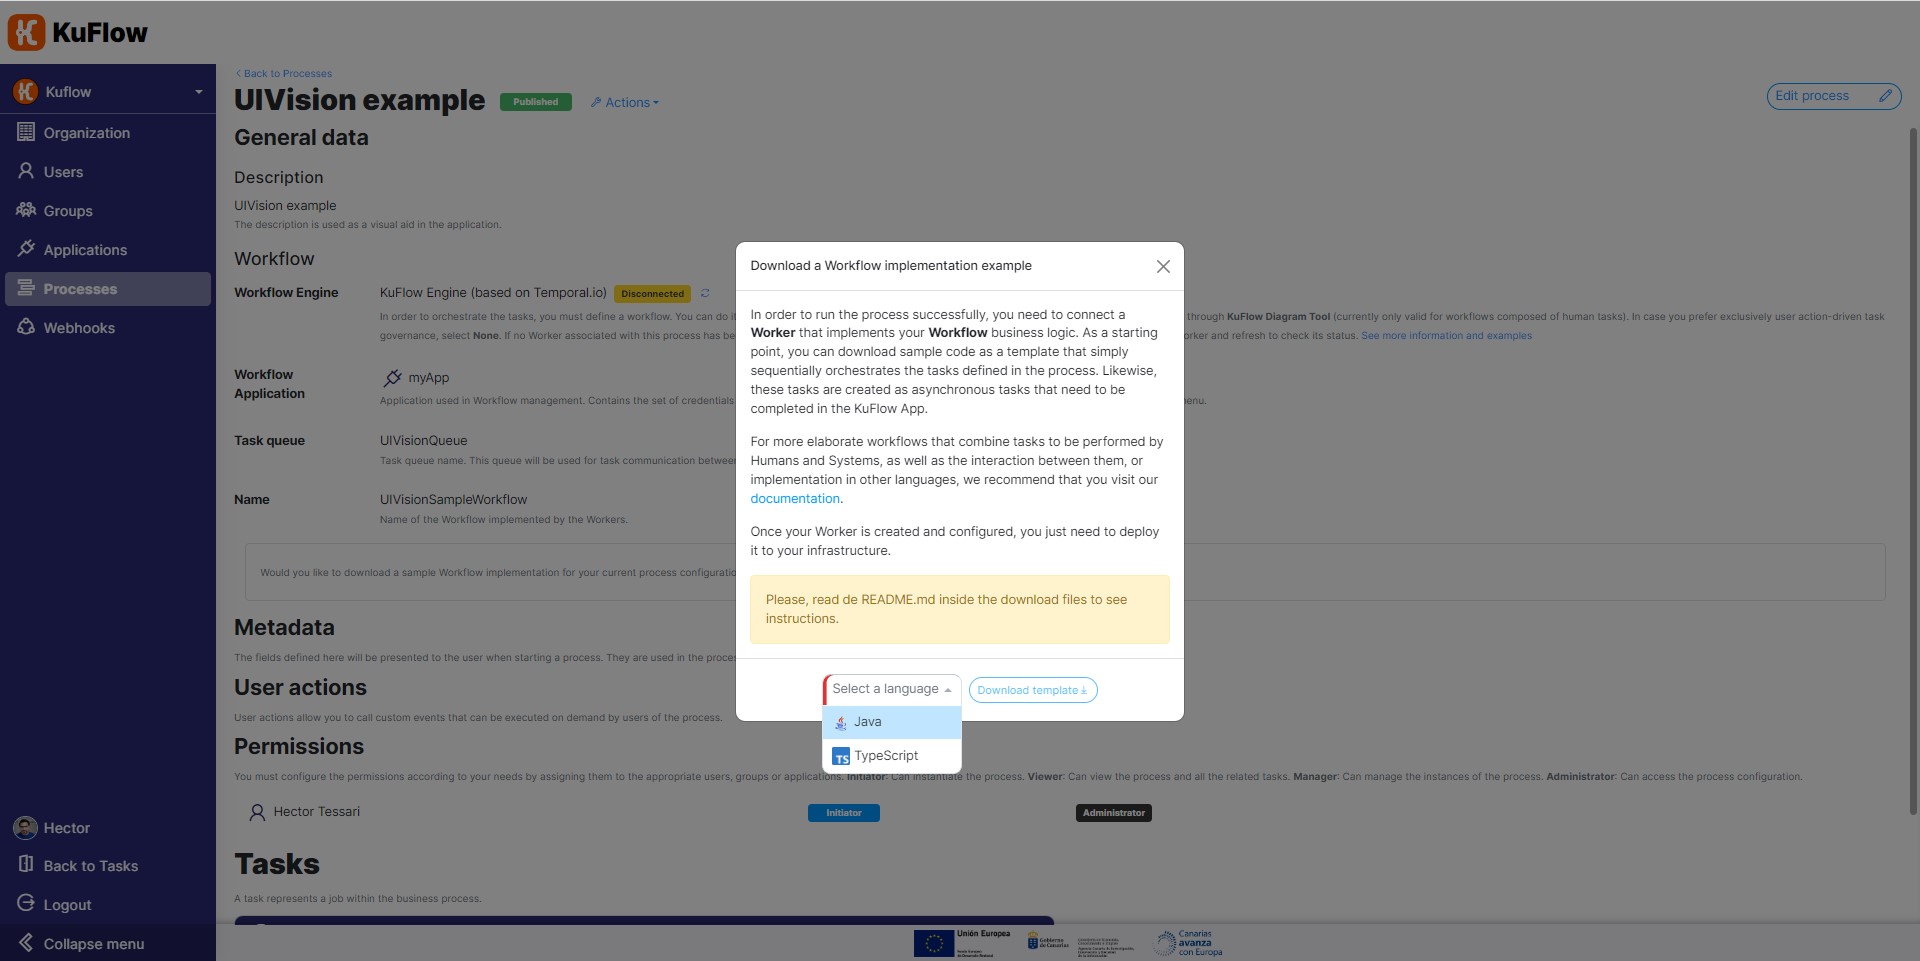 KuFlow
Kuflow
Organization
Users
Groups
Applications
Processes
Webhooks
Hector
Back to Tasks
Logout
Collapse menu
Back to Processes
UIVision example
Published
Actions
Edit process
General data
Description
UIVision example
The description is used as a visual aid in the application.
Workflow
Workflow Engine
KuFlow Engine (based on Temporal.io)
Disconnected
In order to orchestrate the tasks, you must define a workflow. You can do i
through KuFlow Diagram Tool (currently only valid for workflows composed of human tasks). In case you prefer exclusively user action-driven task
governance, select None. If no Worker associated with this process has be
orker and refresh to check its status. See more information and examples
Workflow
Application
myApp
Application used in Workflow management. Contains the set of credentials
enu.
Task queue
UIVisionQueue
Task queue name. This queue will be used for task communication between
Name
UIVisionSampleWorkflow
Name of the Workflow implemented by the Workers.
Would you like to download a sample Workflow implementation for your current process configuratio
Metadata
The fields defined here will be presented to the user when starting a process. They are used in the proce
User actions
User actions allow you to call custom events that can be executed on demand by users of the process.
Permissions
You must configure the permissions according to your needs by assigning them to the appropriate users, groups or applications. Initiator: Can instantiate the process. Viewer: Can view the process and all the related tasks. Manager: Can manage the instances of the process. Administrator: Can access the process configuration.
Hector Tessari
Initiator
Administrator
Tasks
A task represents a job within the business process.
Download a Workflow implementation example
In order to run the process successfully, you need to connect a
Worker that implements your Workflow business logic. As a starting
point, you can download sample code as a template that simply
sequentially orchestrates the tasks defined in the process. Likewise,
these tasks are created as asynchronous tasks that need to be
completed in the KuFlow App.
For more elaborate workflows that combine tasks to be performed by
Humans and Systems, as well as the interaction between them, or
implementation in other languages, we recommend that you visit our
documentation.
Once your Worker is created and configured, you just need to deploy
it to your infrastructure.
Please, read de README.md inside the download files to see
instructions.
Select a language
Download template
Java
TS TypeScript
Unión Europea
Gobierno
de Canarias
Canarias
avanza
con Europa